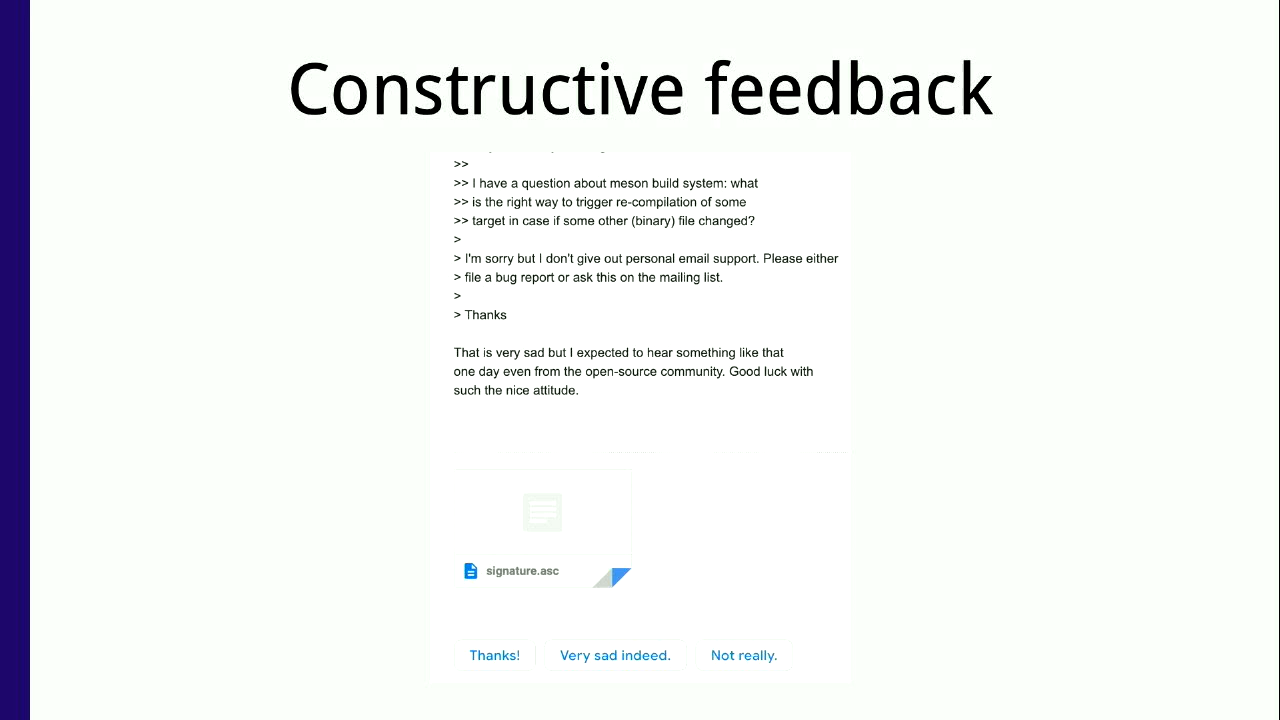 Constructive feedback
>>
>> I have a question about meson build system: what
>> is the right way to trigger re-compilation of some
>> target in case if some other (binary) file changed?
>
> I'm sorry but I don't give out personal email support. Please either
> file a bug report or ask this on the mailing list.
>
> Thanks
That is very sad but I expected to hear something like that
one day even from the open-source community. Good luck with
such the nice attitude.
signature.asc
Thanks! Very sad indeed. Not really.